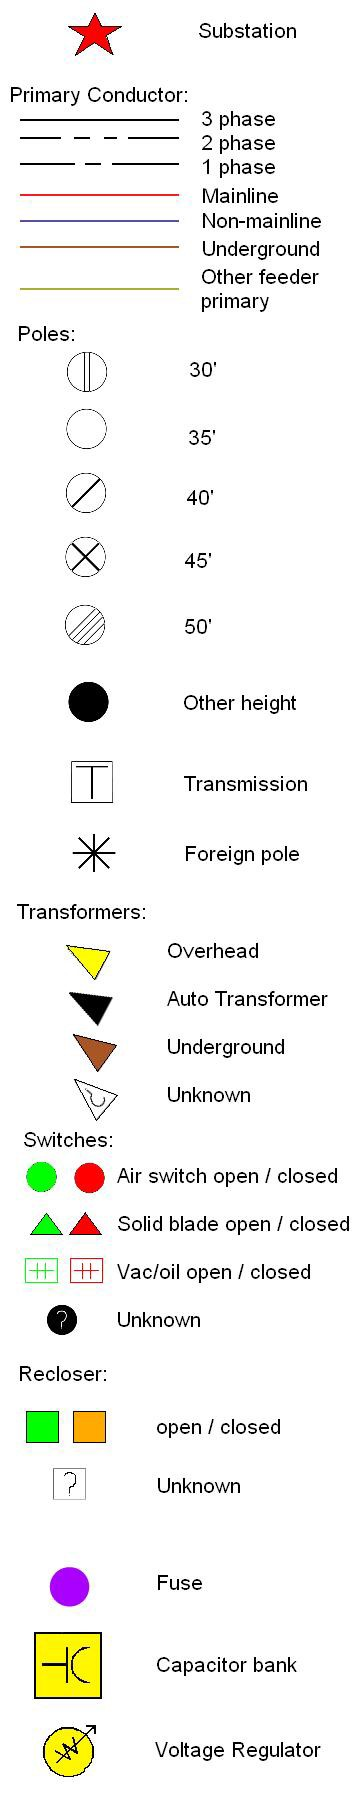 Substation
Primary Conductor:
3 phase
2 phase
1 phase
Mainline
Non-mainline
Underground
Other feeder
primary
Poles:
30'
35'
40'
45'
50'
Other height
T
Transmission
Foreign pole
Transformers:
Overhead
Auto Transformer
Underground
? Unknown
Switches:
Air switch open / closed
Solid blade open / closed
Vac/oil open / closed
? Unknown
Recloser:
open / closed
? Unknown
Fuse
Capacitor bank
Voltage Regulator